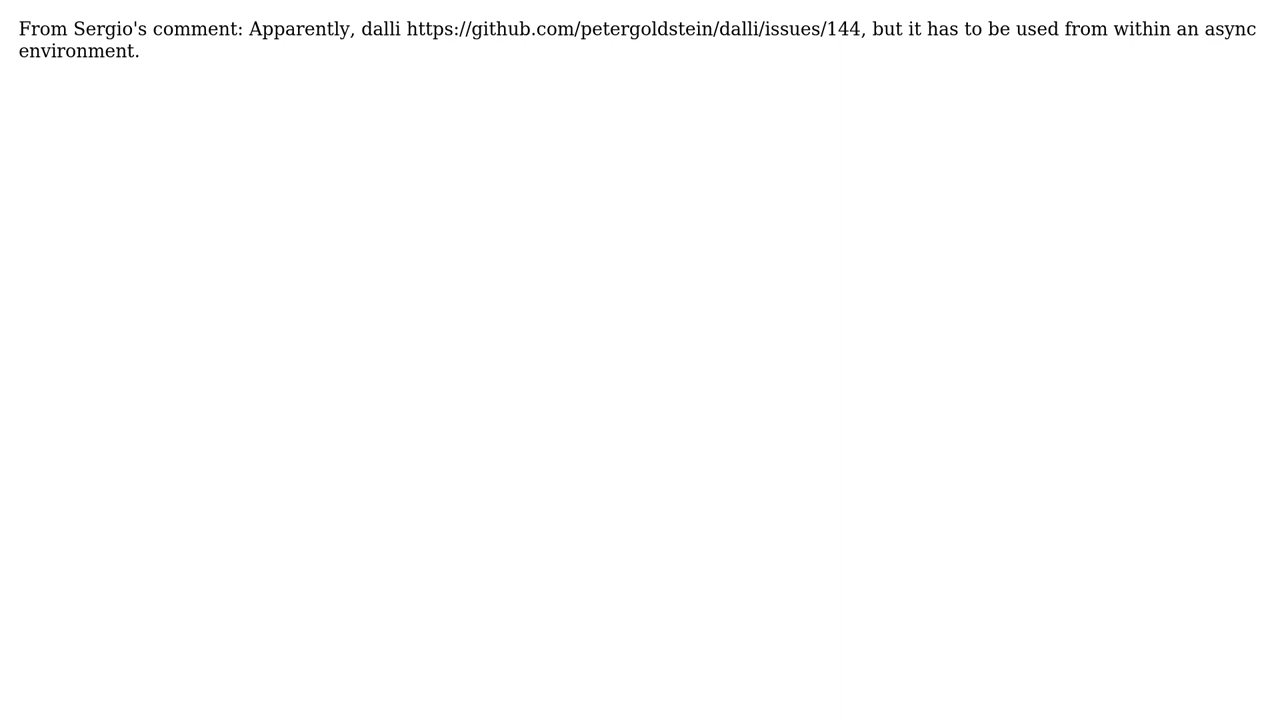 From Sergio's comment: Apparently, dalli https://github.com/petergoldstein/dalli/issues/144, but it has to be used from within an async
environment.